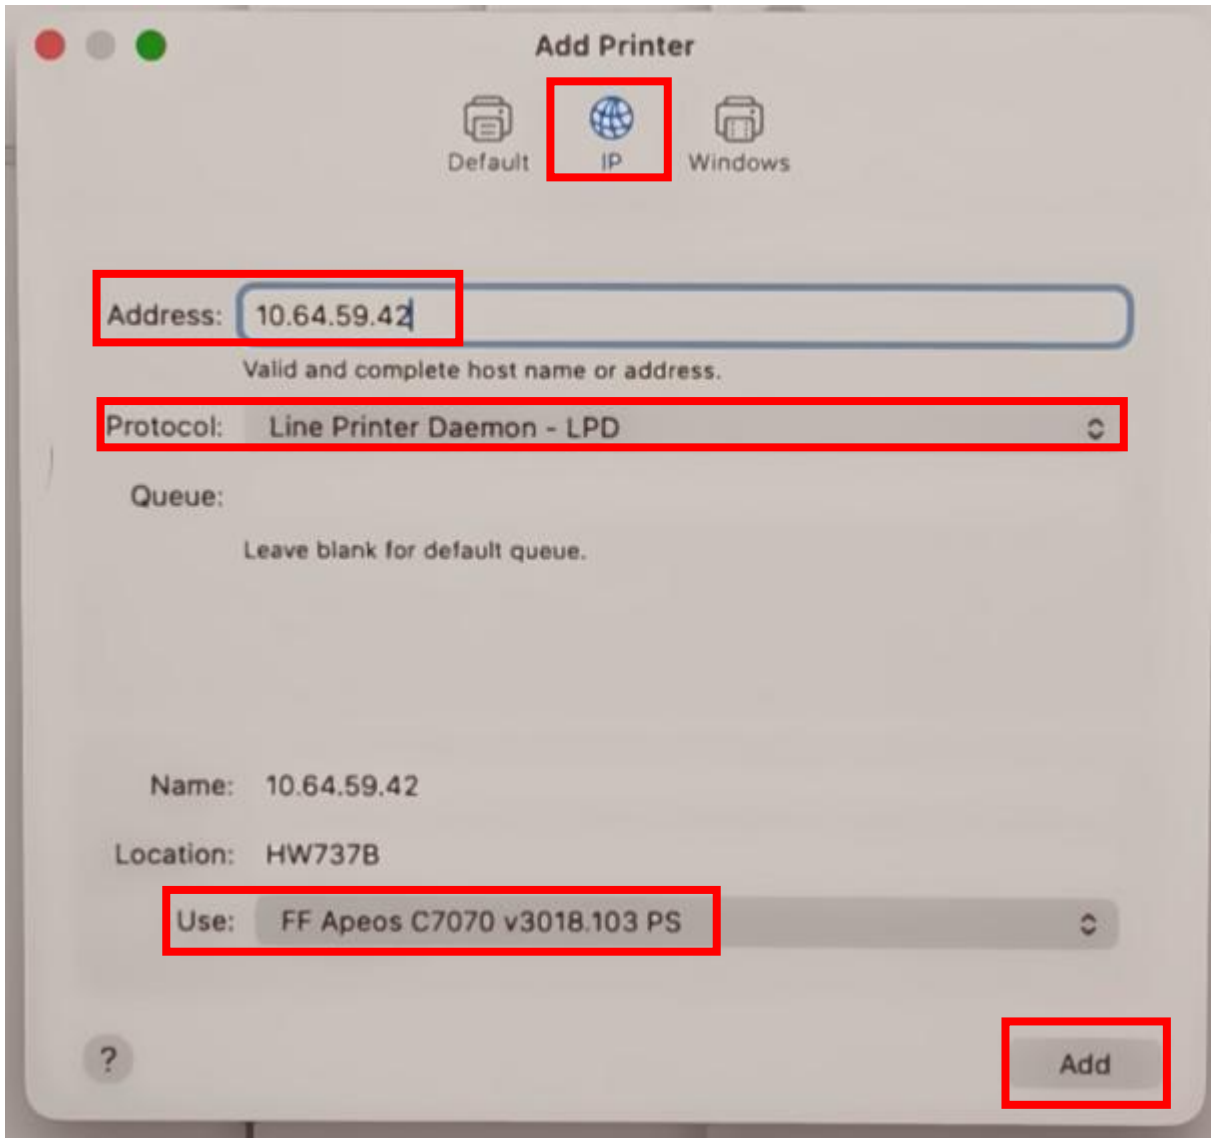 Add Printer
Default IP Windows
Address: 10.64.59.42
Valid and complete host name or address.
Protocol: Line Printer Daemon - LPD
Queue:
Leave blank for default queue.
Name: 10.64.59.42
Location: HW737B
Use: FF Apeos C7070 v3018.103 PS
? Add